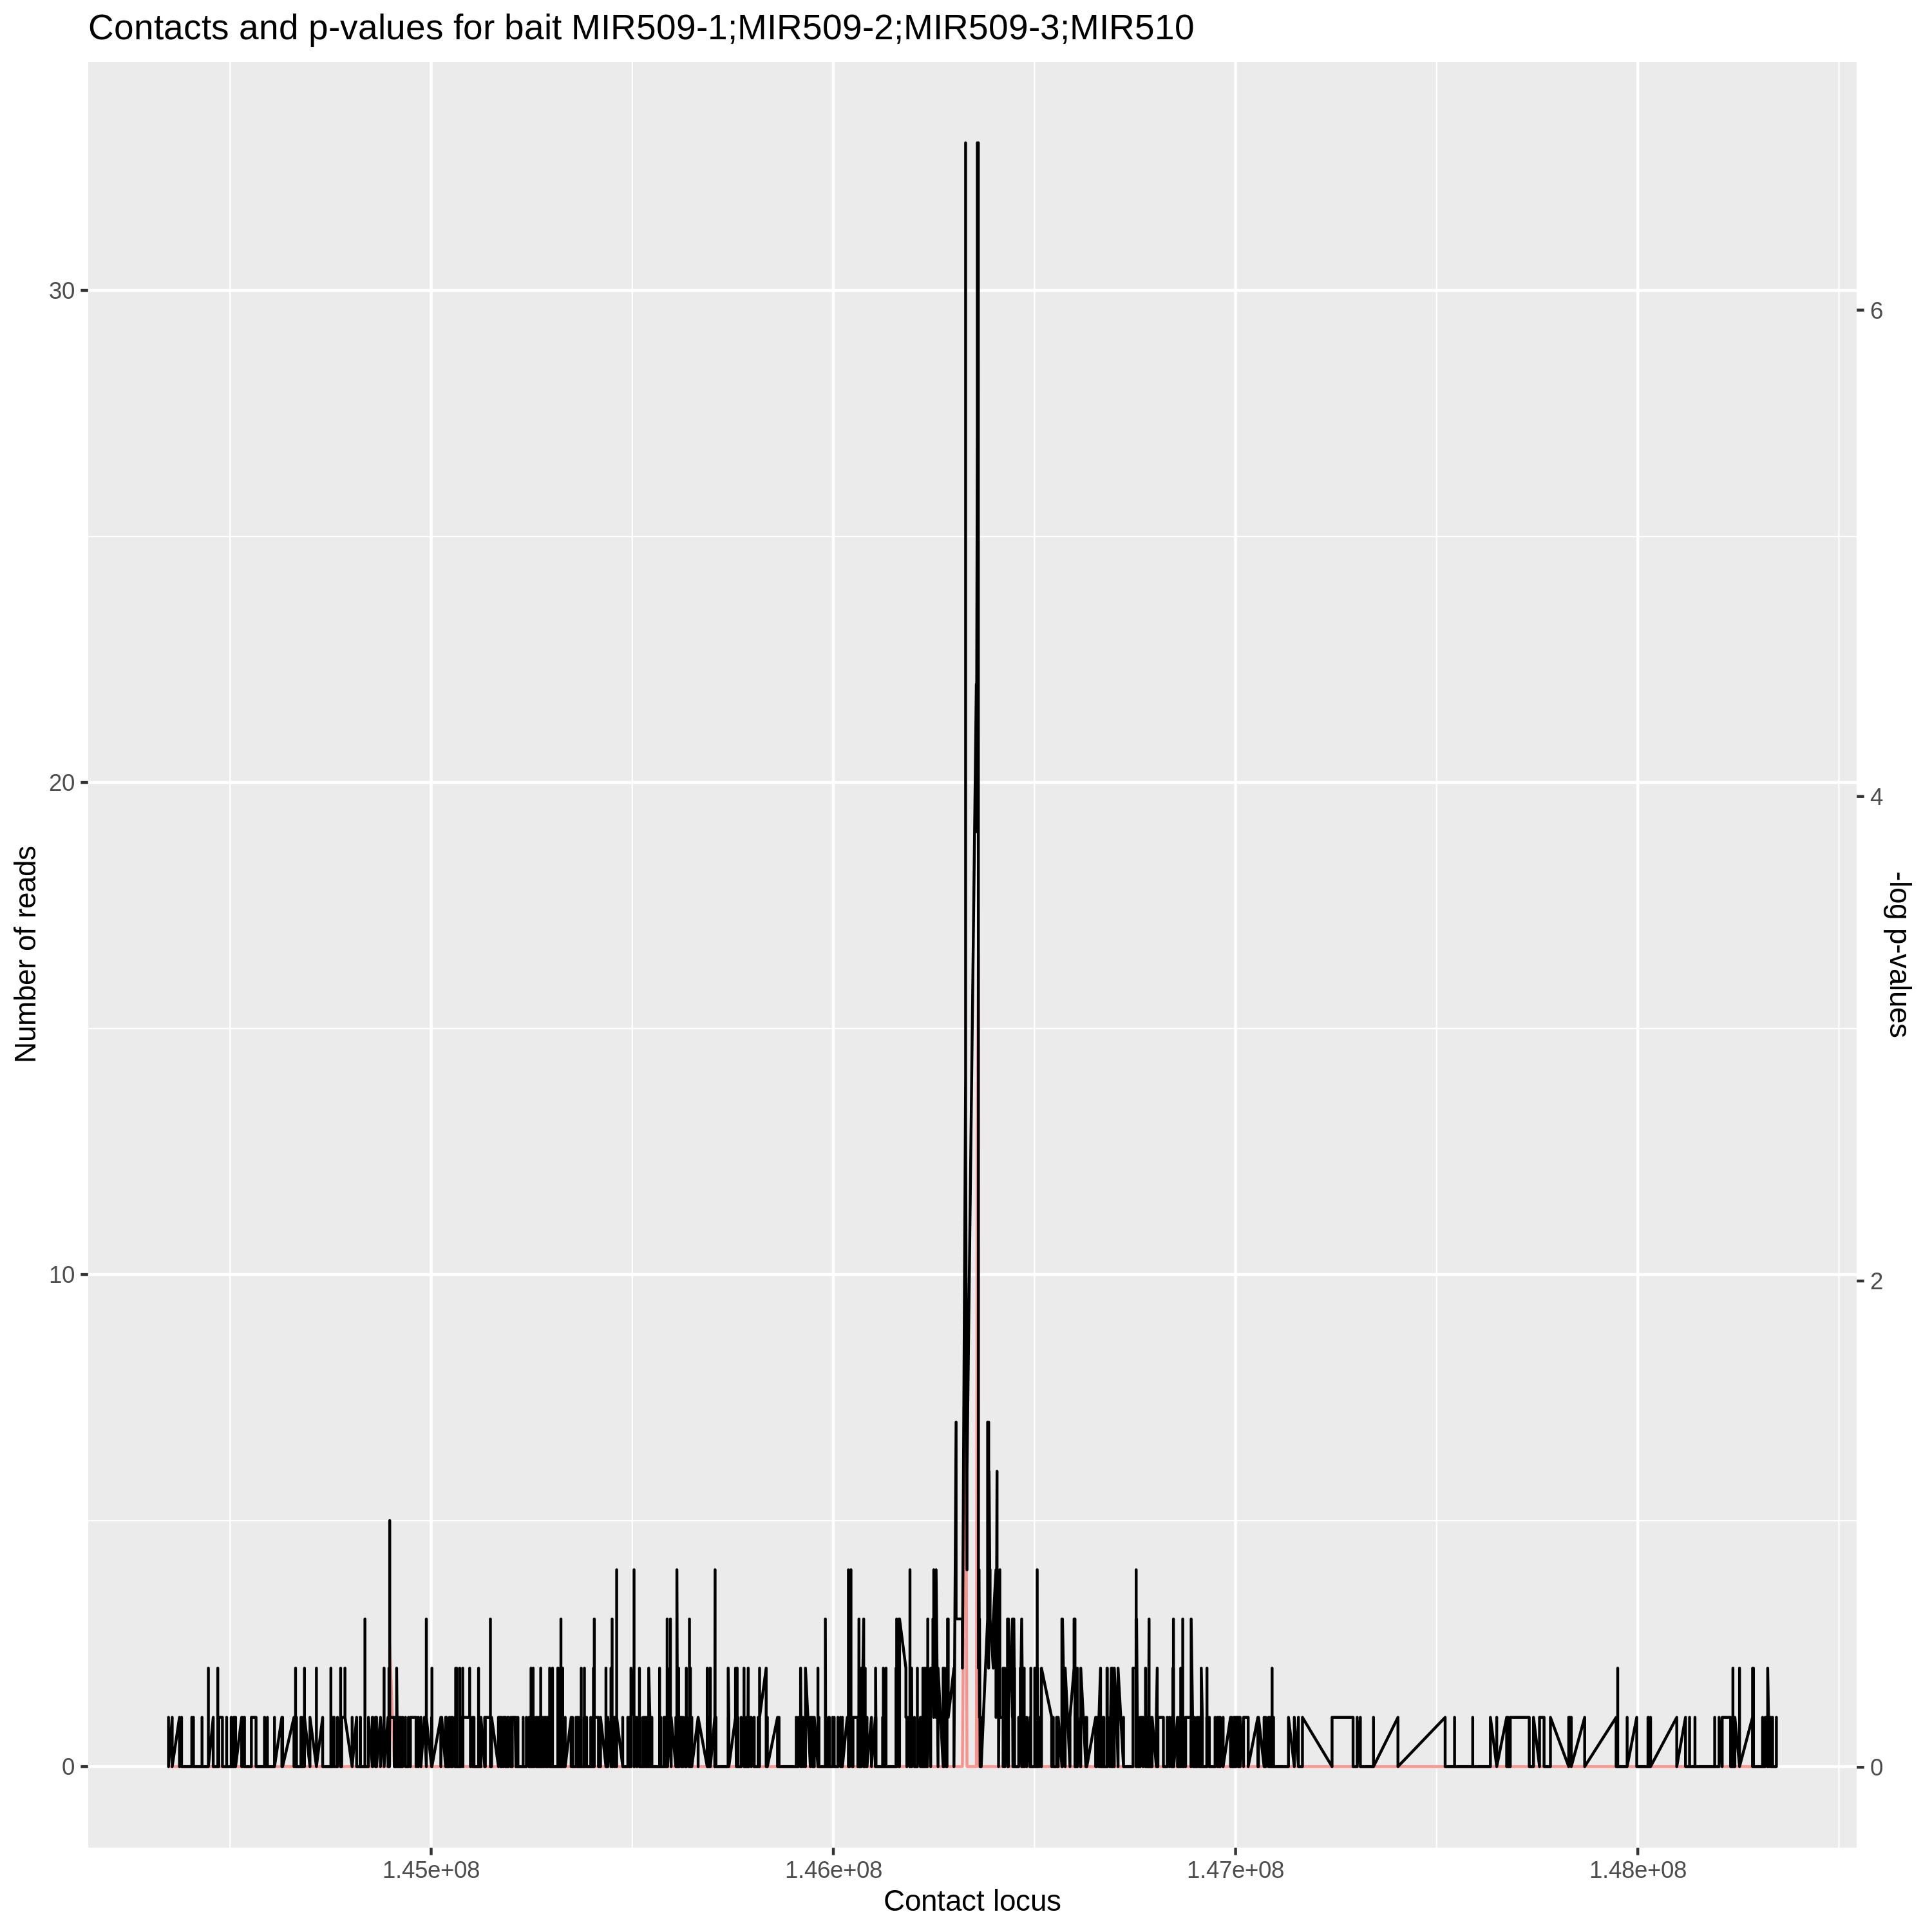 Contacts and p-values for bait MIR509-1;MIR509-2;MIR509-3;MIR510
30
20
10
0
6
4
2
0
Number of reads
-log p-values
1.45e+08
1.46e+08
1.47e+08
1.48e+08
Contact locus